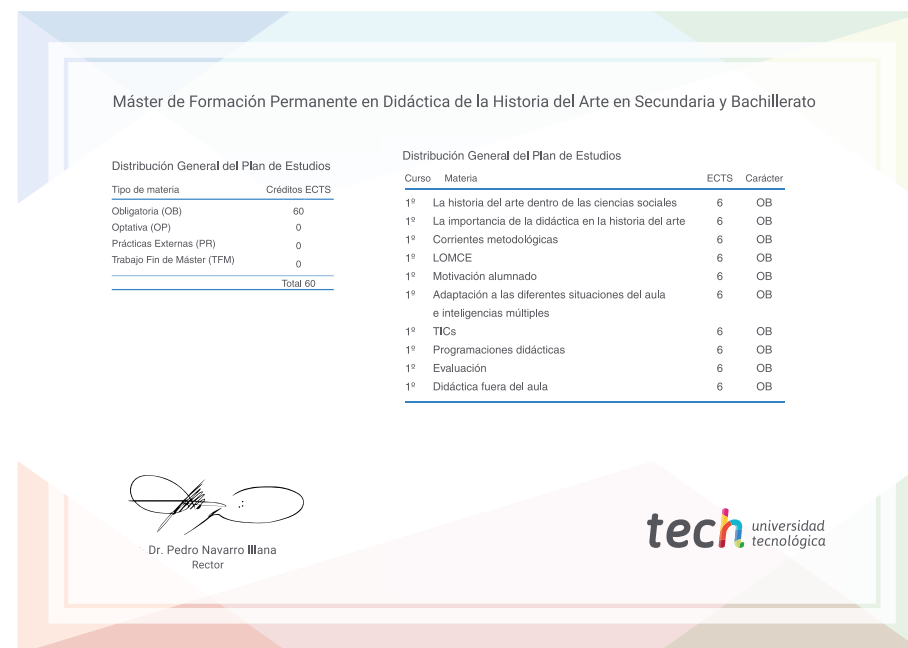 Máster de Formación Permanente en Didáctica de la Historia del Arte en Secundaria y Bachillerato
Distribución General del Plan de Estudios
Tipo de materia Créditos ECTS
Obligatoria (OB) 60
Optativa (OP) 0
Prácticas Externas (PR) 0
Trabajo Fin de Máster (TFM) 0
Total 60
Distribución General del Plan de Estudios
Curso Materia ECTS Carácter
1º La historia del arte dentro de las ciencias sociales 6 OB
1º La importancia de la didáctica en la historia del arte 6 OB
1º Corrientes metodológicas 6 OB
1º LOMCE 6 OB
1º Motivación alumnado 6 OB
1º Adaptación a las diferentes situaciones del aula 6 OB
e inteligencias múltiples
1º TICs 6 OB
1º Programaciones didácticas 6 OB
1º Evaluación 6 OB
1º Didáctica fuera del aula 6 OB
Dr. Pedro Navarro Illana
Rector
tech universidad
tecnológica